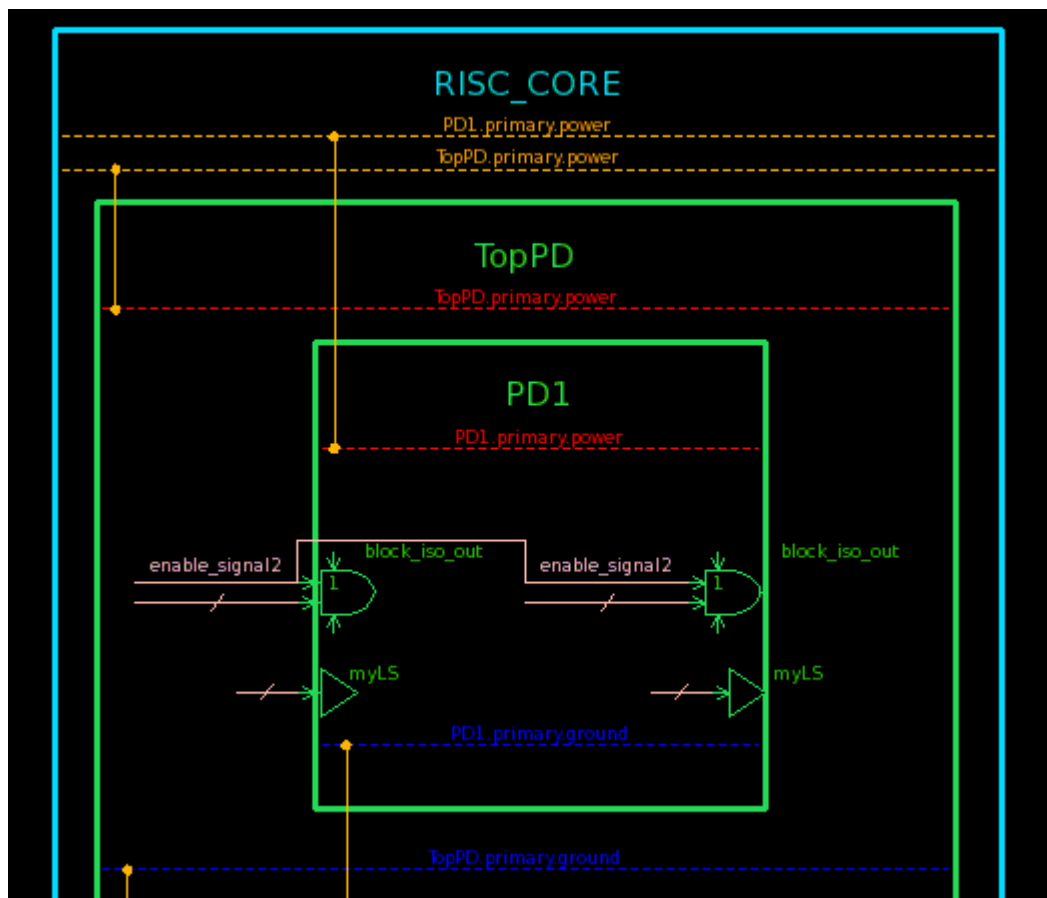 RISC_CORE
PD1.primary.power
TopPD.primary.power
TopPD
TopPD.primary.power
PD1
PD1.primary.power
block_iso_out
block_iso_out
enable_signal2
enable_signal2
1
1
myLS
myLS
PD1.primary.ground
TopPD.primary.ground